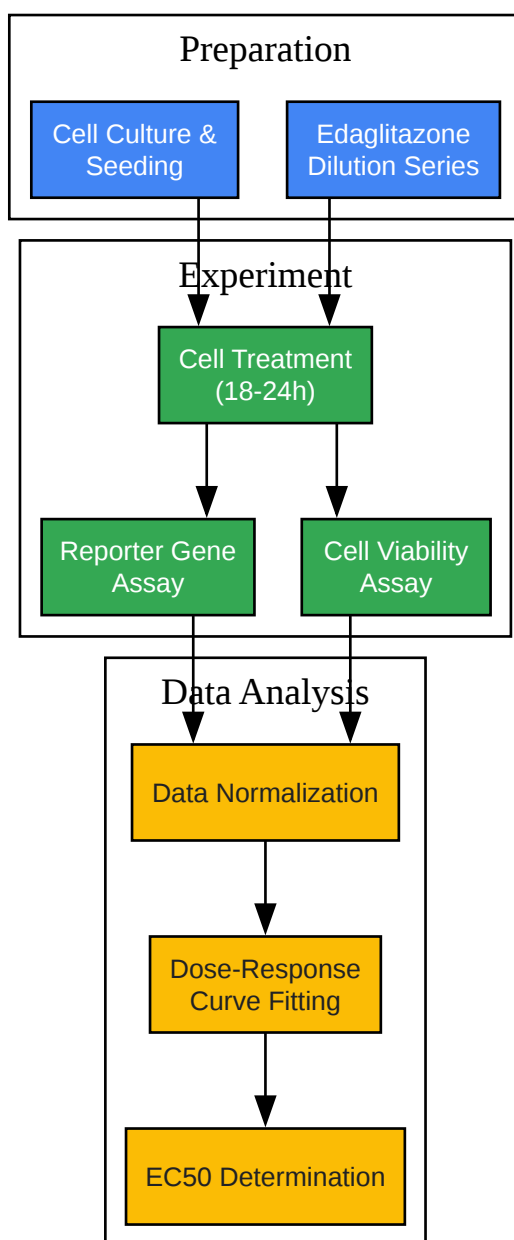 Preparation
Cell Culture &
Seeding
Edaglitazone
Dilution Series
Experiment
Cell Treatment
(18-24h)
Reporter Gene
Assay
Cell Viability
Assay
Data Analysis
Data Normalization
Dose-Response
Curve Fitting
EC50 Determination